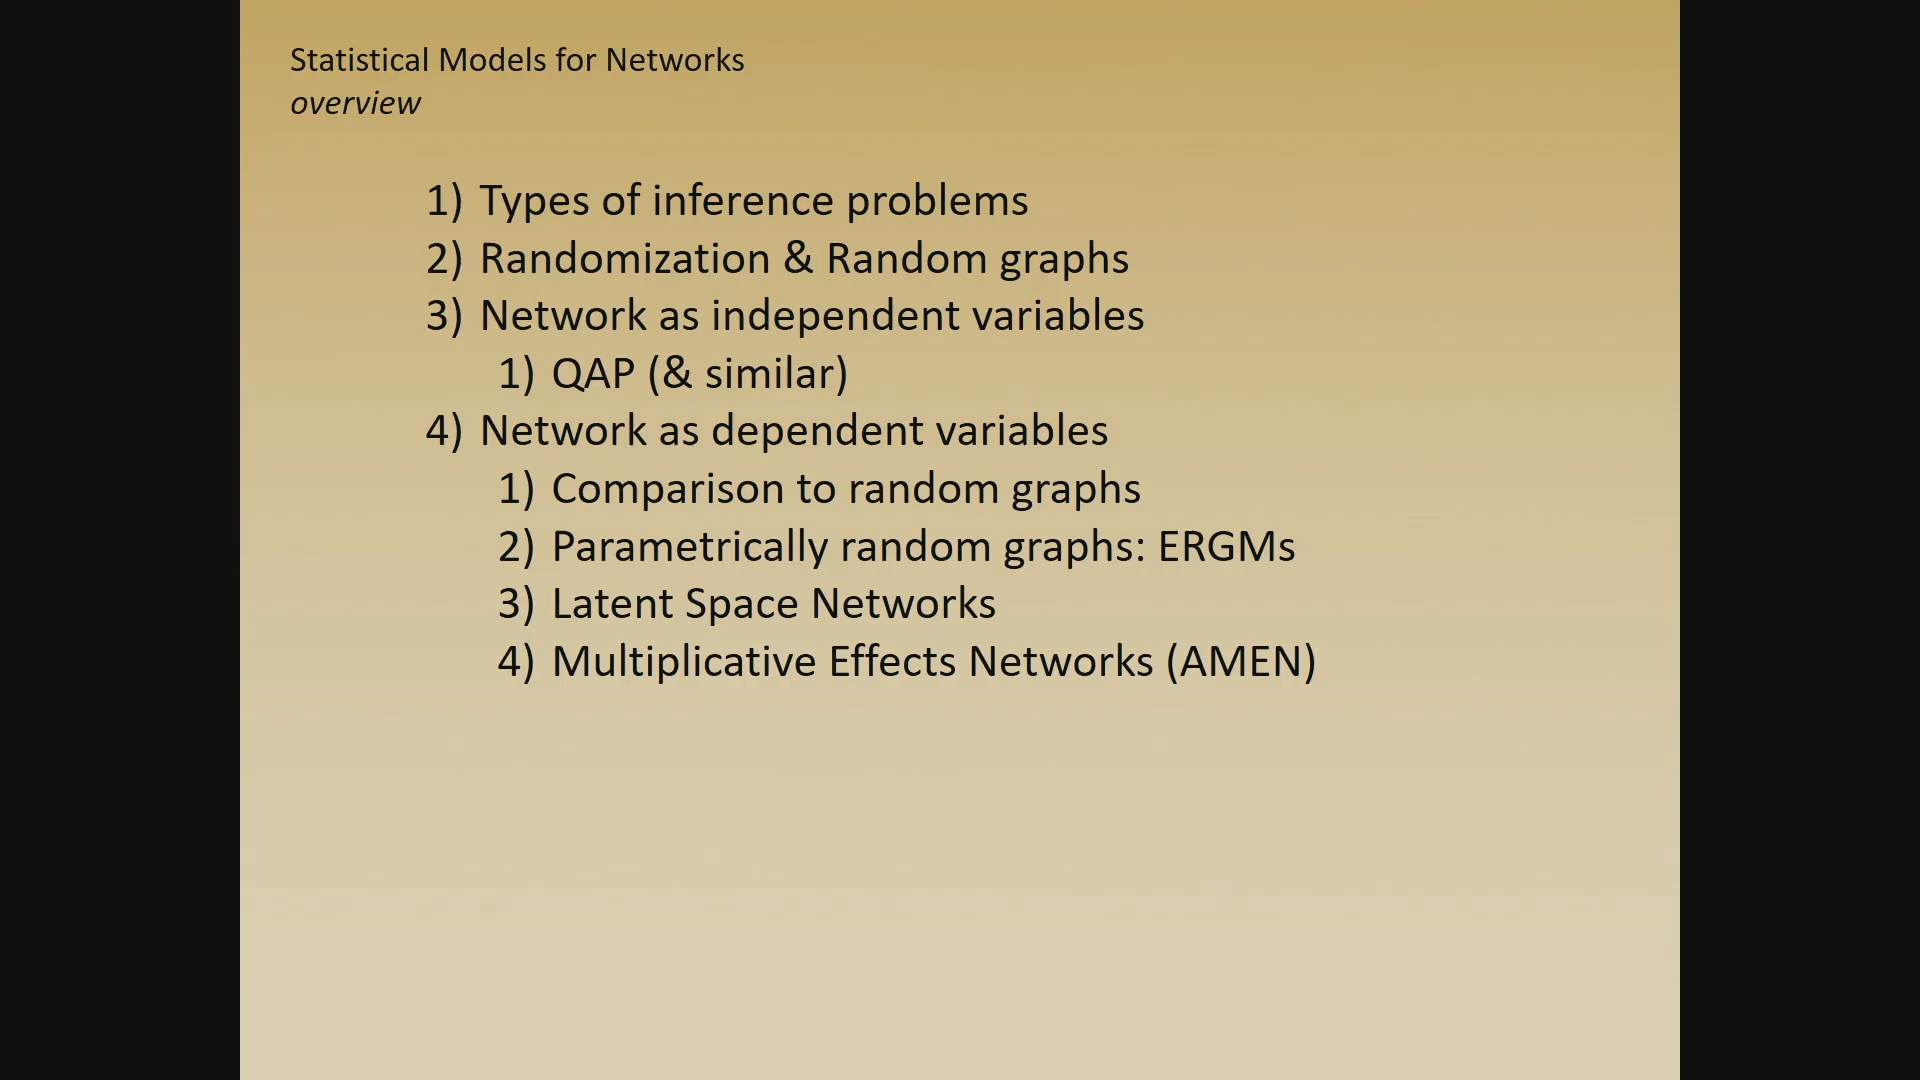 Statistical Models for Networks
overview
1) Types of inference problems
2) Randomization & Random graphs
3) Network as independent variables
1) QAP (& similar)
4) Network as dependent variables
1) Comparison to random graphs
2) Parametrically random graphs: ERGMs
3) Latent Space Networks
4) Multiplicative Effects Networks (AMEN)